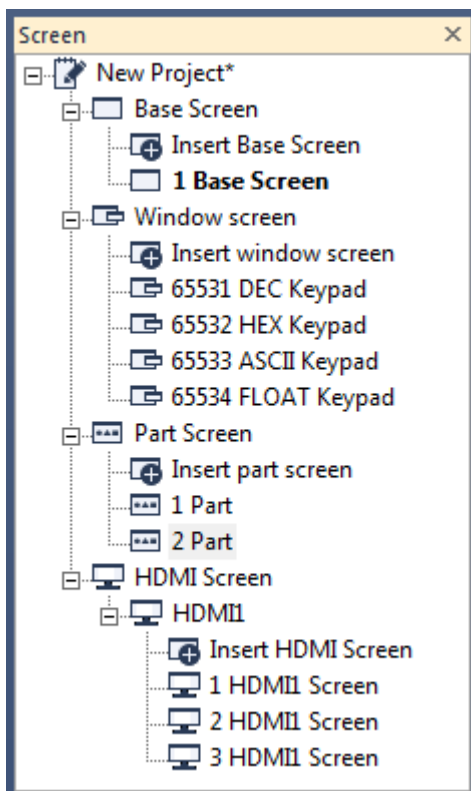 Screen
New Project*
Base Screen
Insert Base Screen
1 Base Screen
Window screen
Insert window screen
65531 DEC Keypad
65532 HEX Keypad
65533 ASCII Keypad
65534 FLOAT Keypad
Part Screen
Insert part screen
1 Part
2 Part
HDMI Screen
HDMI1
Insert HDMI Screen
1 HDMI1 Screen
2 HDMI1 Screen
3 HDMI1 Screen